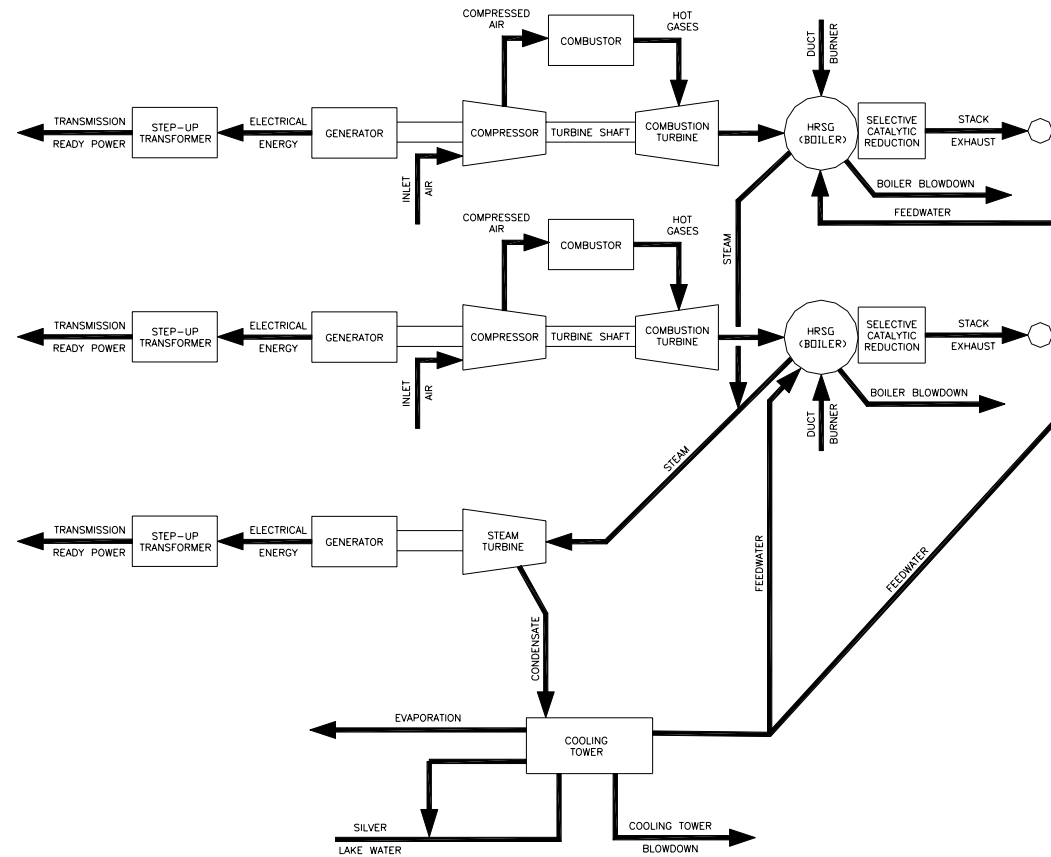 COMPRESSED
AIR
COMBUSTOR
HOT
GASES
DUCT
BURNER
TRANSMISSION
READY POWER
STEP-UP
TRANSFORMER
ELECTRICAL
ENERGY
GENERATOR
COMPRESSOR
TURBINE SHAFT
COMBUSTION
TURBINE
HRSG
(BOILER)
SELECTIVE
CATALYTIC
REDUCTION
STACK
EXHAUST
INLET
AIR
BOILER BLOWDOWN
FEEDWATER
STEAM
COMPRESSED
AIR
COMBUSTOR
HOT
GASES
TRANSMISSION
READY POWER
STEP-UP
TRANSFORMER
ELECTRICAL
ENERGY
GENERATOR
COMPRESSOR
TURBINE SHAFT
COMBUSTION
TURBINE
HRSG
(BOILER)
SELECTIVE
CATALYTIC
REDUCTION
STACK
EXHAUST
INLET
AIR
BOILER BLOWDOWN
DUCT
BURNER
STEAM
TRANSMISSION
READY POWER
STEP-UP
TRANSFORMER
ELECTRICAL
ENERGY
GENERATOR
STEAM
TURBINE
FEEDWATER
FEEDWATER
CONDENSATE
EVAPORATION
COOLING
TOWER
SILVER
LAKE WATER
COOLING TOWER
BLOWDOWN